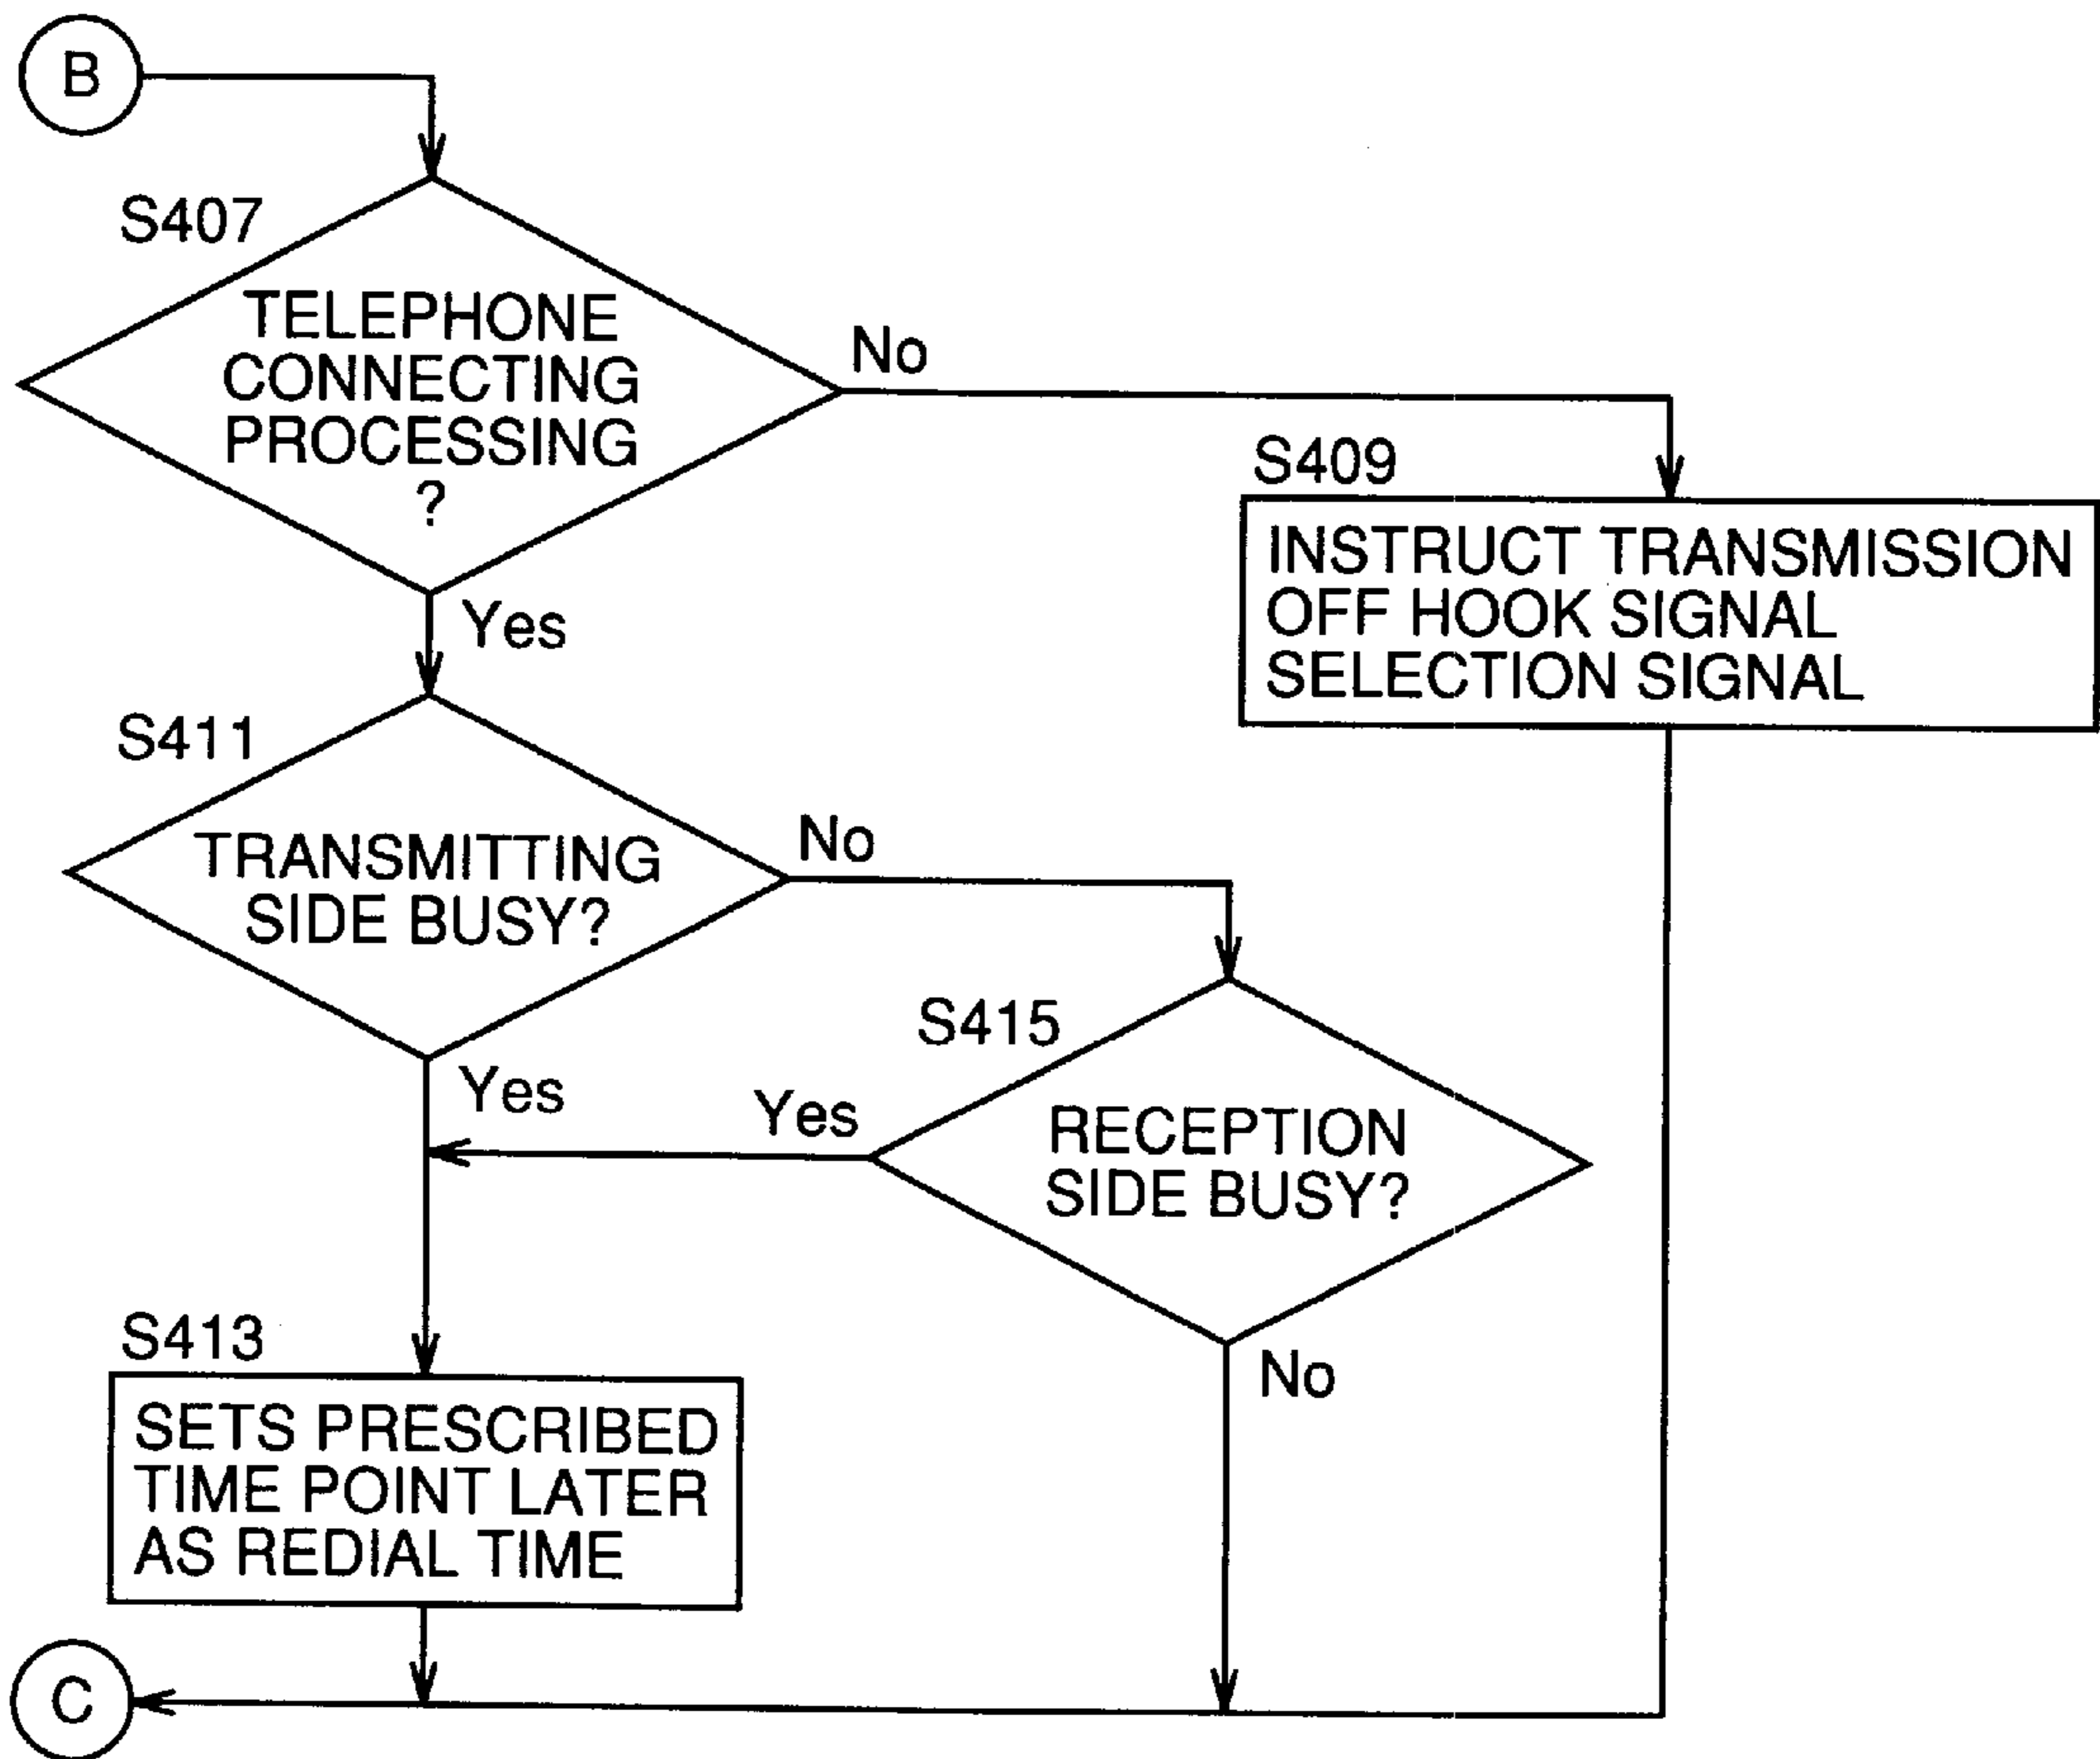 B
S407
TELEPHONE
CONNECTING
PROCESSING
?
No
Yes
S409
INSTRUCT TRANSMISSION
OFF HOOK SIGNAL
SELECTION SIGNAL
S411
TRANSMITTING
SIDE BUSY?
No
Yes
S415
RECEPTION
SIDE BUSY?
Yes
No
S413
SETS PRESCRIBED
TIME POINT LATER
AS REDIAL TIME
C